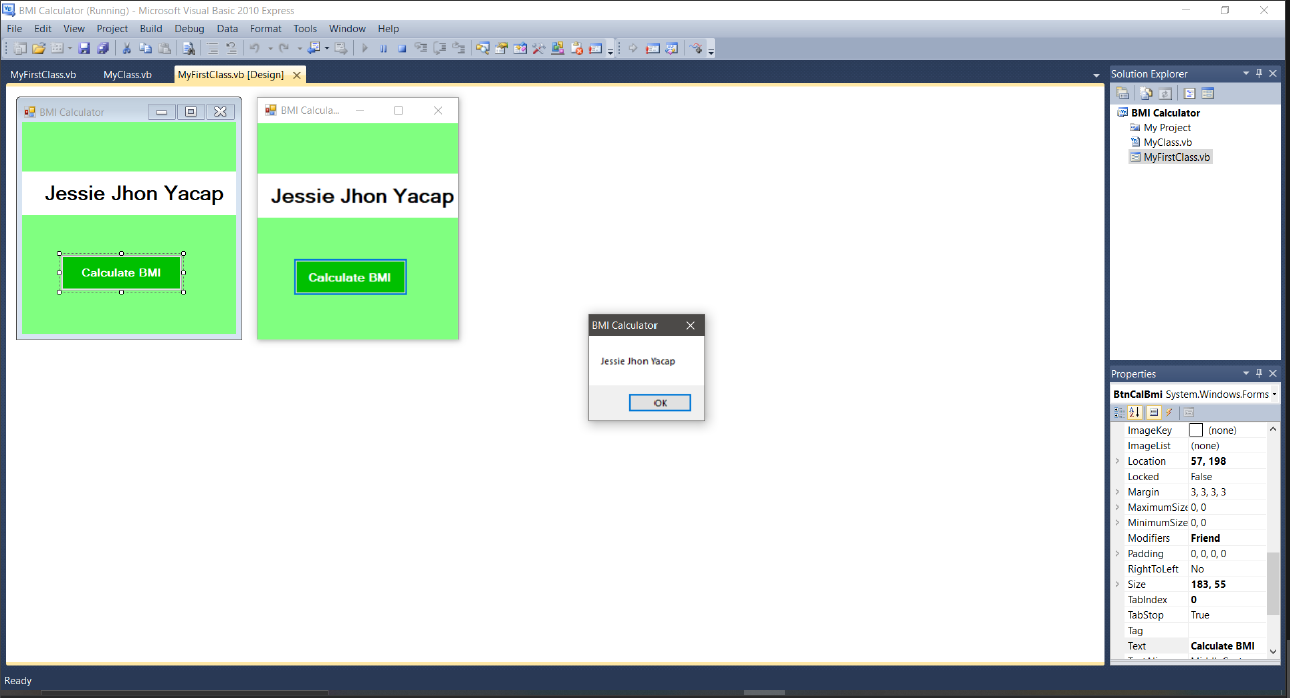 BMI Calculator (Running) - Microsoft Visual Basic 2010 Express
File Edit View Project Build Debug Data Format Tools Window Help
MyFirstClass.vb MyClass.vb MyFirstClass.vb [Design]
BMI Calculator
Jessie Jhon Yacap
Calculate BMI
BMI Calcula...
Jessie Jhon Yacap
Calculate BMI
BMI Calculator
Jessie Jhon Yacap
OK
Solution Explorer
BMI Calculator
My Project
MyClass.vb
MyFirstClass.vb
Properties
BtnCalBmi System.Windows.Forms
ImageKey (none)
ImageList (none)
Location 57, 198
Locked False
Margin 3, 3, 3, 3
MaximumSize 0, 0
MinimumSize 0, 0
Modifiers Friend
Padding 0, 0, 0, 0
RightToLeft No
Size 183, 55
TabIndex 0
TabStop True
Tag
Text Calculate BMI
Ready